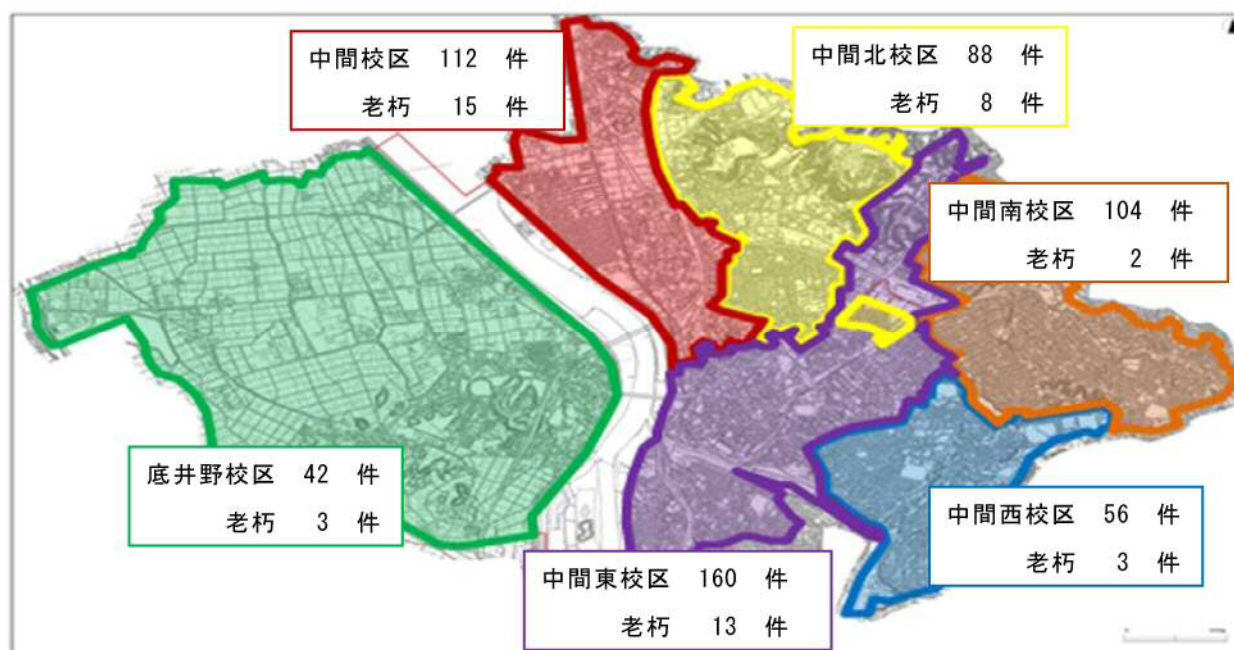 中間校区 112 件
老朽 15 件
中間北校区 88 件
老朽 8 件
中間南校区 104 件
老朽 2 件
底井野校区 42 件
老朽 3 件
中間西校区 56 件
老朽 3 件
中間東校区 160 件
老朽 13 件